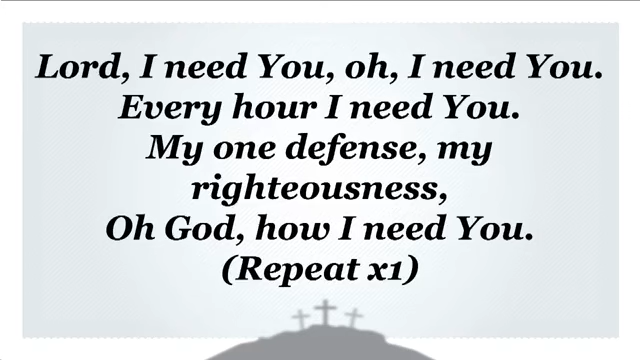 Lord, I need You, oh, I need You.
Every hour I need You.
My one defense, my
righteousness,
Oh God, how I need You.
(Repeat x1)